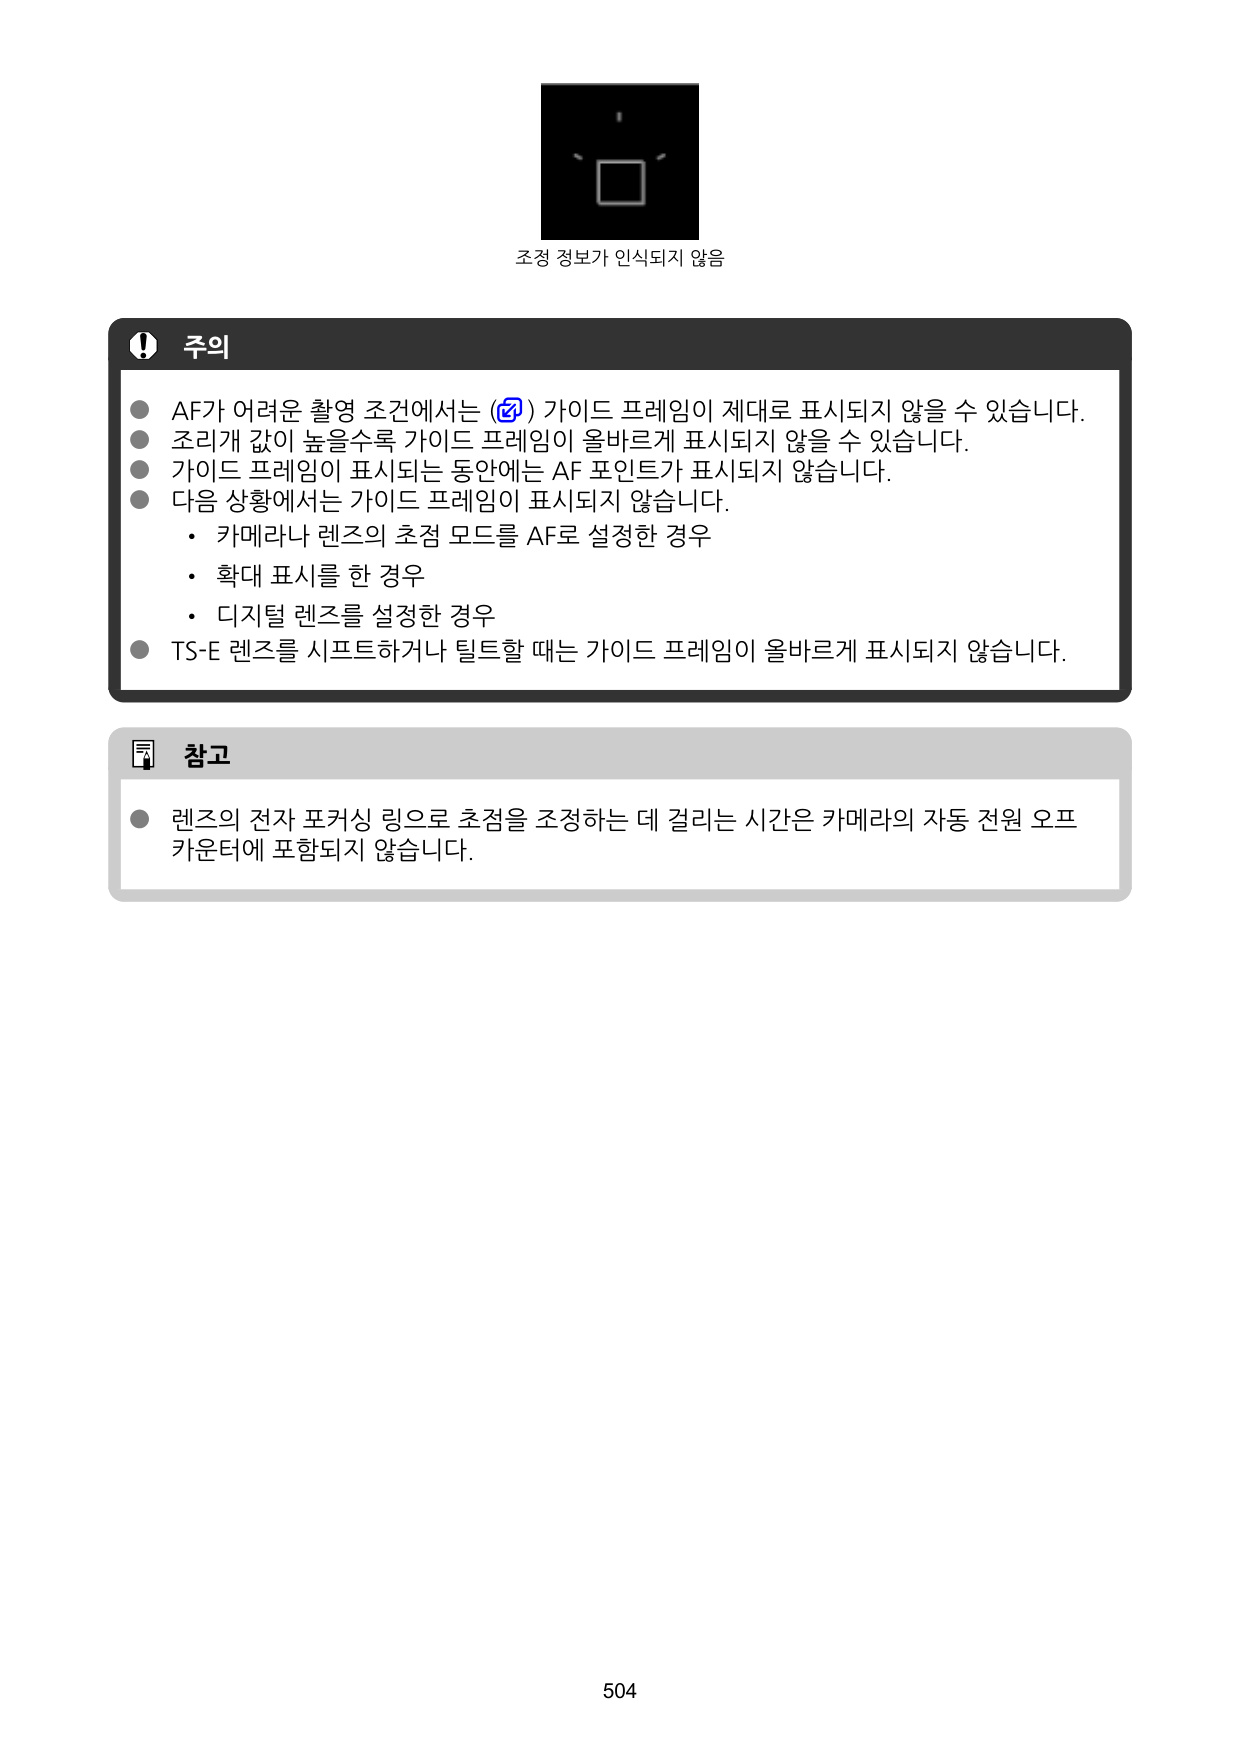 조정 정보가 인식되지 않음
주의
● AF가 어려운 촬영 조건에서는 ( ) 가이드 프레임이 제대로 표시되지 않을 수 있습니다.
● 조리개 값이 높을수록 가이드 프레임이 올바르게 표시되지 않을 수 있습니다.
● 가이드 프레임이 표시되는 동안에는 AF 포인트가 표시되지 않습니다.
● 다음 상황에서는 가이드 프레임이 표시되지 않습니다.
• 카메라나 렌즈의 초점 모드를 AF로 설정한 경우
• 확대 표시를 한 경우
• 디지털 렌즈를 설정한 경우
● TS-E 렌즈를 시프트하거나 틸트할 때는 가이드 프레임이 올바르게 표시되지 않습니다.
참고
● 렌즈의 전자 포커싱 링으로 초점을 조정하는 데 걸리는 시간은 카메라의 자동 전원 오프
카운터에 포함되지 않습니다.
504